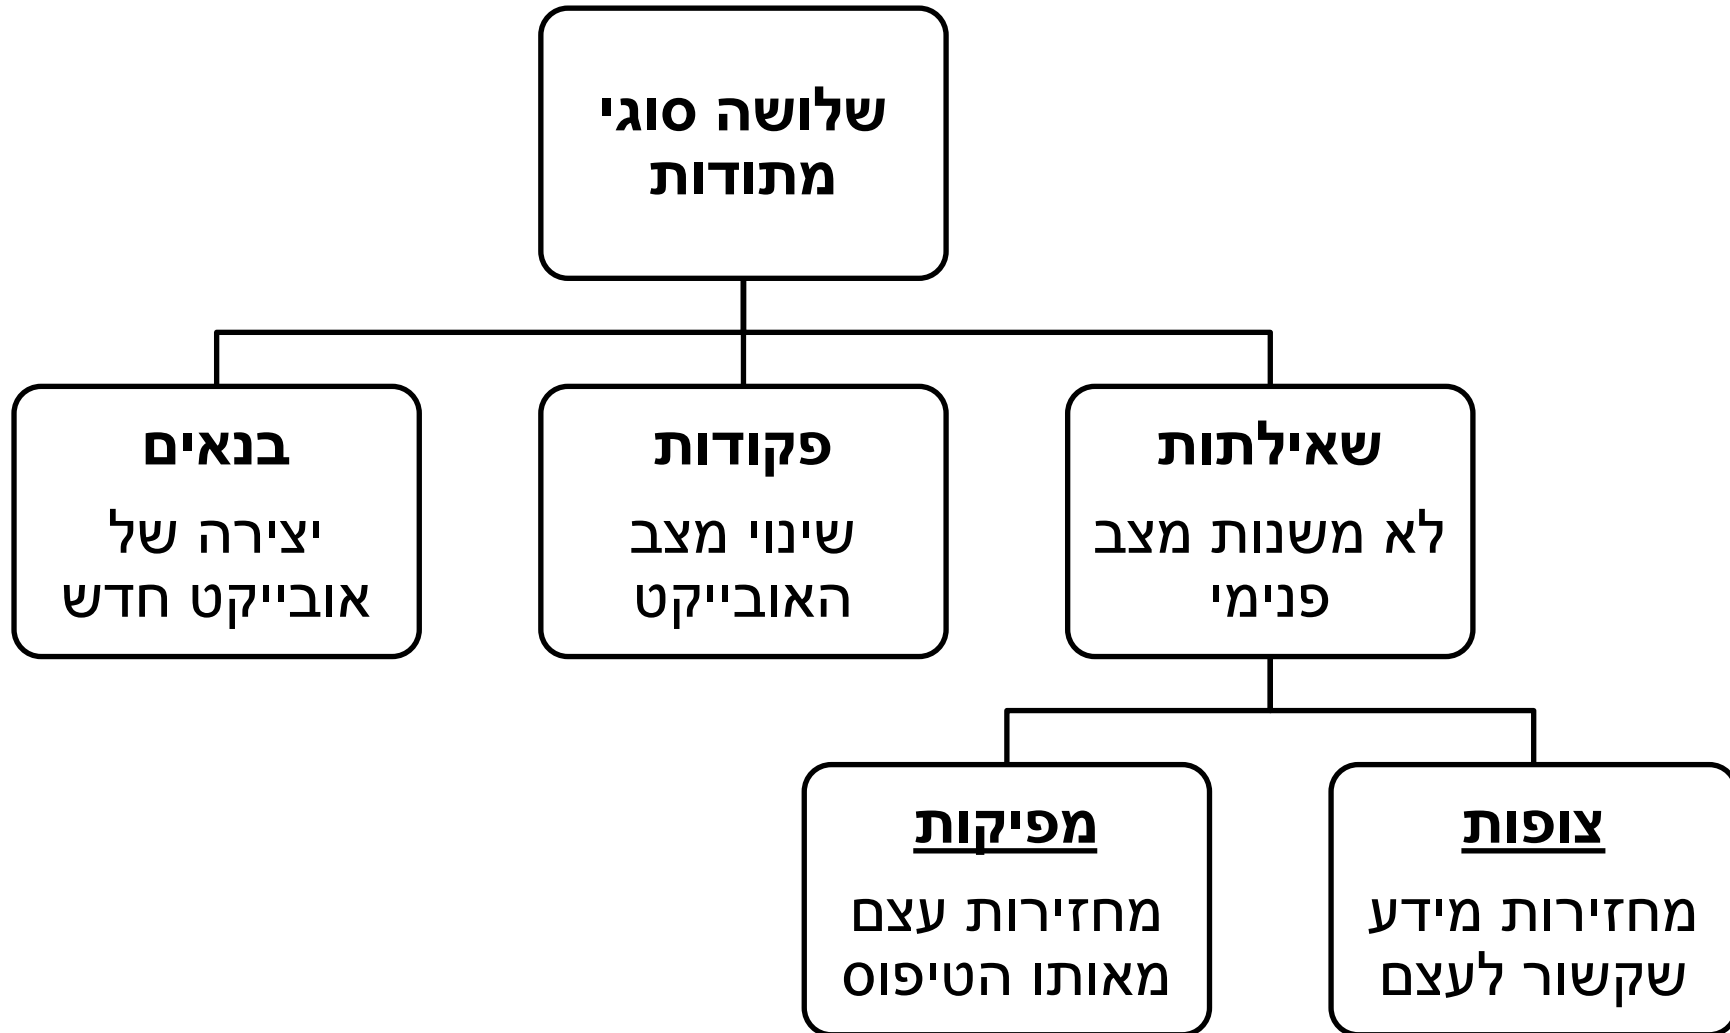 שלושה סוגי
מתודות
שאילתות
לא משנות מצב
פנימי
פקודות
שינוי מצב
האובייקט
בנאים
יצירה של
אובייקט חדש
צופות
מחזירות מידע
שקשור לעצם
מפיקות
מחזירות עצם
מאותו הטיפוס